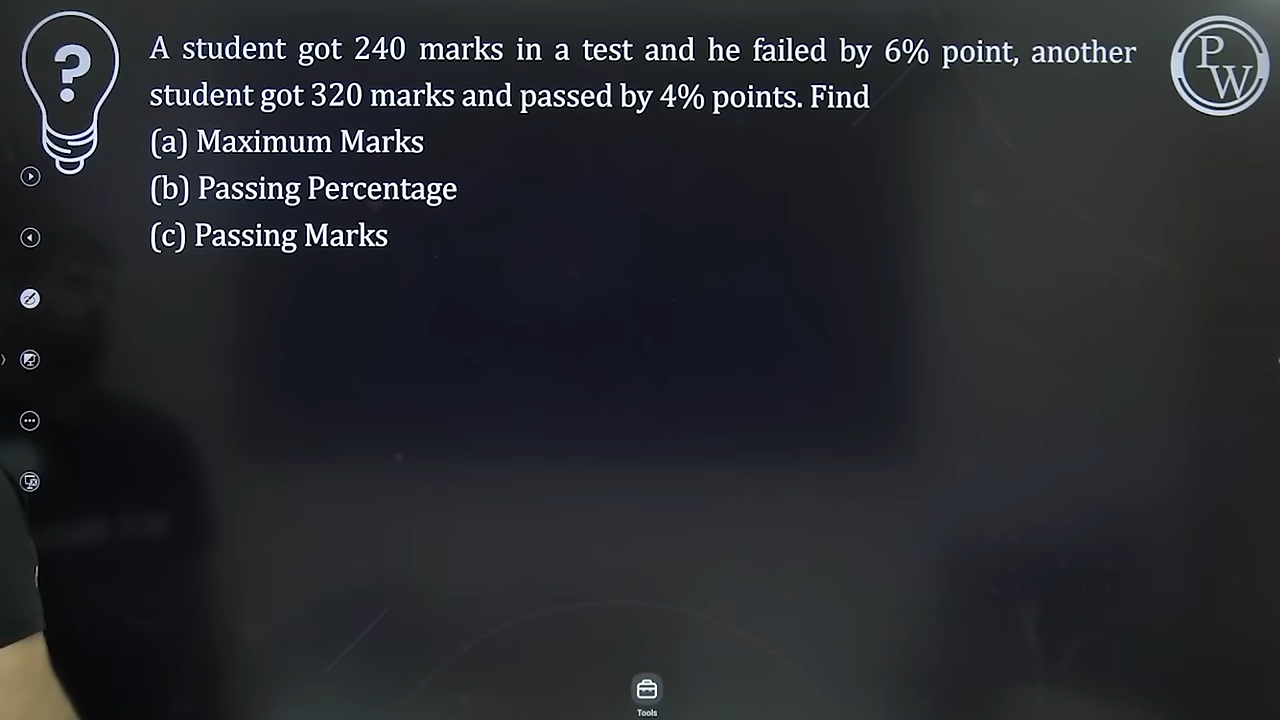 A student got 240 marks in a test and he failed by 6% point, another
student got 320 marks and passed by 4% points. Find
(a) Maximum Marks
(b) Passing Percentage
(c) Passing Marks
PW
Tools